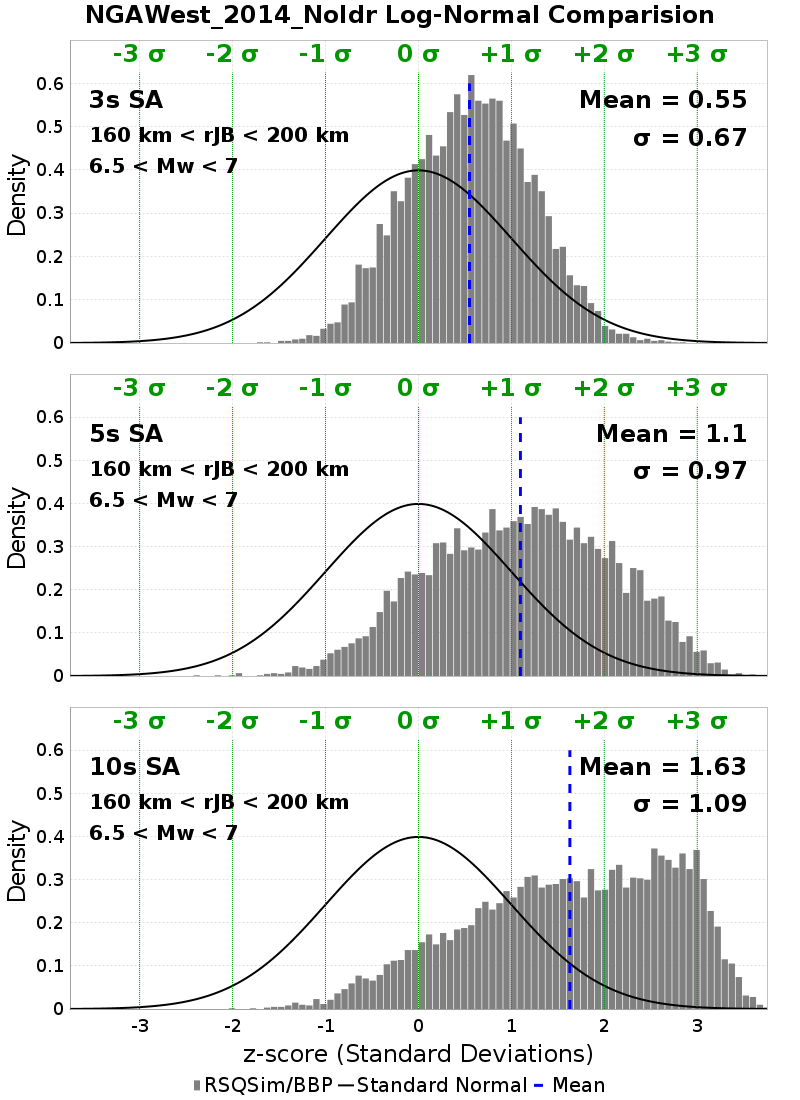 NGAWest_2014_NoIdr Log-Normal Comparision
-3 σ -2 σ -1 σ 0 σ +1 σ +2 σ +3 σ
3s SA
Mean = 0.55
160 km < rJB < 200 km
σ = 0.67
6.5 < Mw < 7
Density
0.6
0.5
0.4
0.3
0.2
0.1
0
-3 σ -2 σ -1 σ 0 σ +1 σ +2 σ +3 σ
5s SA
Mean = 1.1
160 km < rJB < 200 km
σ = 0.97
6.5 < Mw < 7
Density
0.6
0.5
0.4
0.3
0.2
0.1
0
-3 σ -2 σ -1 σ 0 σ +1 σ +2 σ +3 σ
10s SA
Mean = 1.63
160 km < rJB < 200 km
σ = 1.09
6.5 < Mw < 7
Density
0.6
0.5
0.4
0.3
0.2
0.1
0
-3 -2 -1 0 1 2 3
z-score (Standard Deviations)
RSQSim/BBP Standard Normal Mean